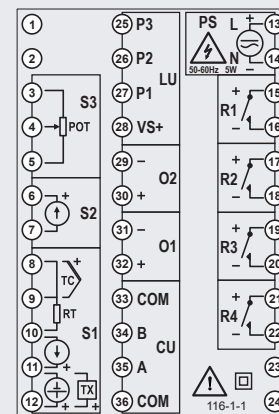 1
2
3
4
5
6
7
8
9
10
11
12
S3
POT
S2
TC
RT
S1
TX
25 P3
26 P2
27 P1
28 VS+
LU
29 −
30 +
O2
31 −
32 +
O1
33 COM
34 B
35 A
36 COM
CU
PS
L + 13
N − 14
50-60Hz 5W
R1 + 15
− 16
R2 + 17
− 18
R3 + 19
− 20
R4 + 21
− 22
23
24
116-1-1